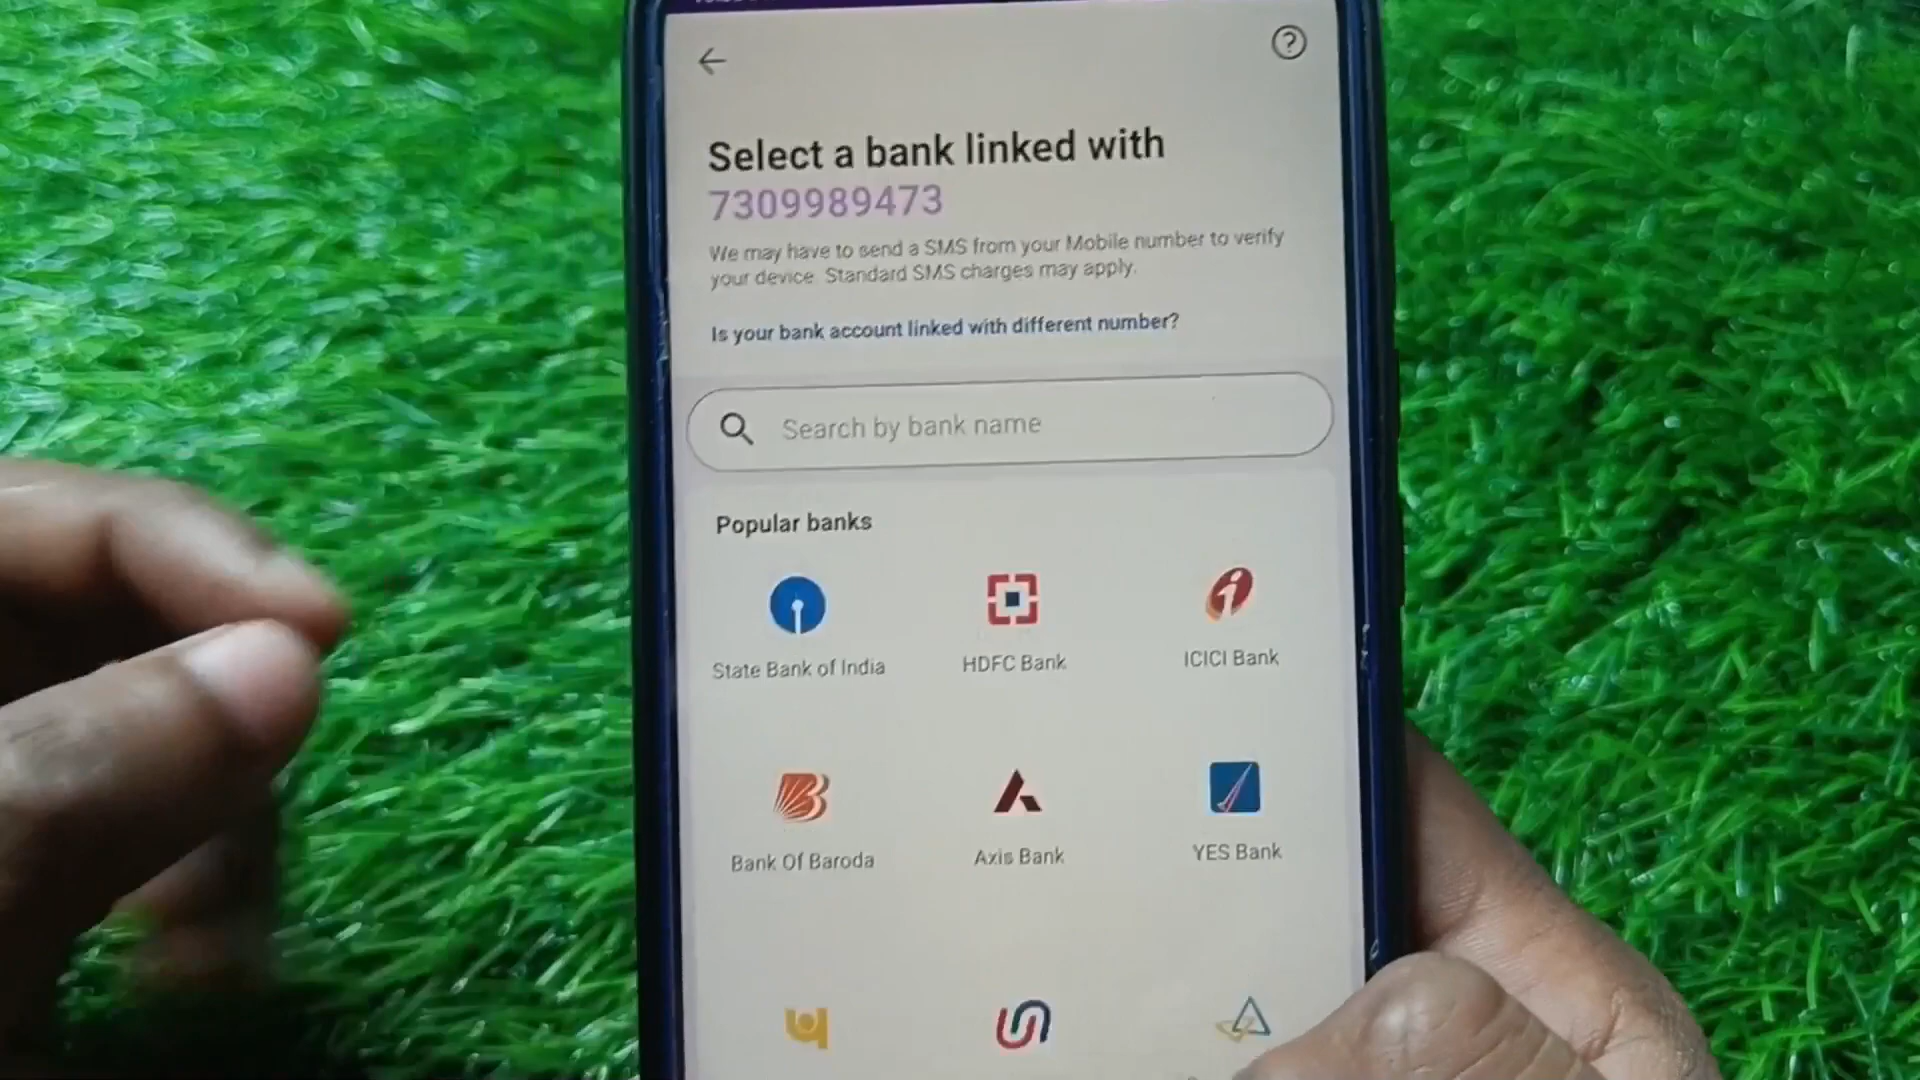 Select a bank linked with
7309989473
We may have to send a SMS from your Mobile number to verify
your device. Standard SMS charges may apply.
Is your bank account linked with different number?
Search by bank name
Popular banks
State Bank of India
HDFC Bank
ICICI Bank
Bank Of Baroda
Axis Bank
YES Bank